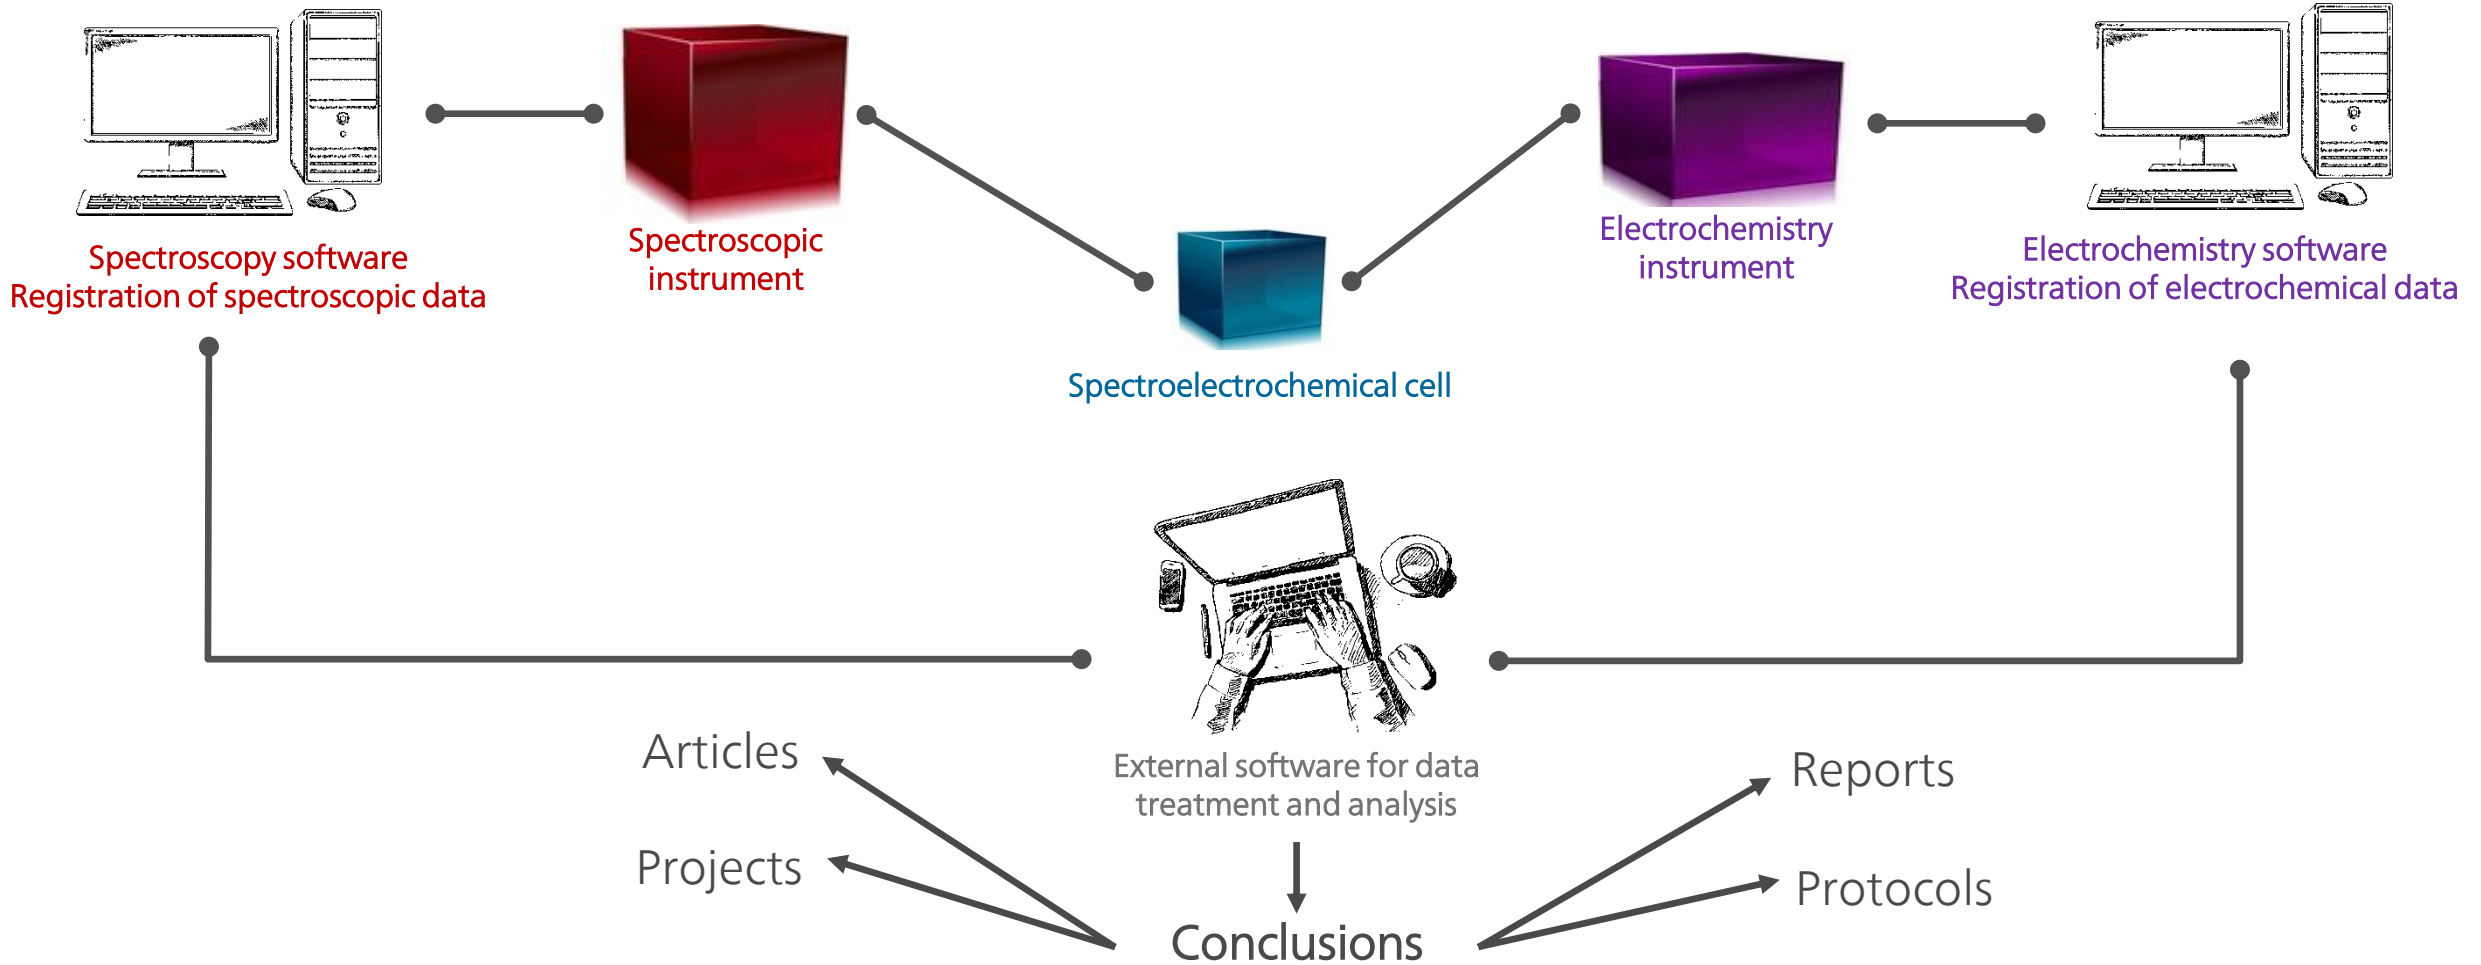 Spectroscopy software
Registration of spectroscopic data
Spectroscopic
instrument
Spectroelectrochemical cell
Electrochemistry
instrument
Electrochemistry software
Registration of electrochemical data
External software for data
treatment and analysis
Articles
Projects
Reports
Protocols
Conclusions